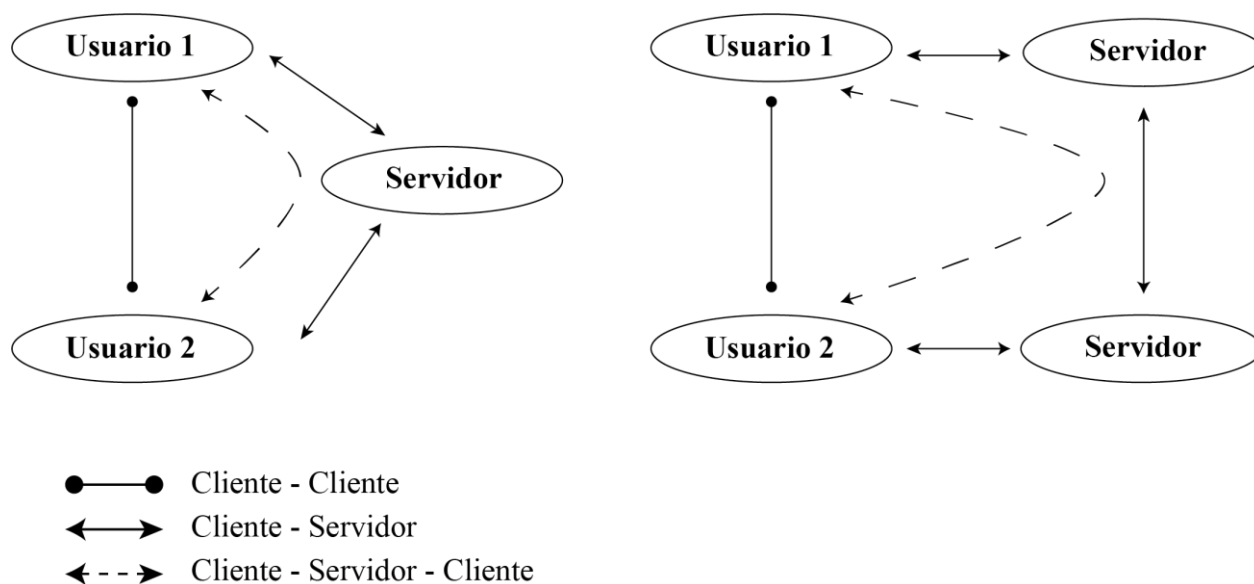 Usuario 1
Servidor
Usuario 2
Usuario 1
Servidor
Usuario 2
Servidor
Cliente - Cliente
Cliente - Servidor
Cliente - Servidor - Cliente